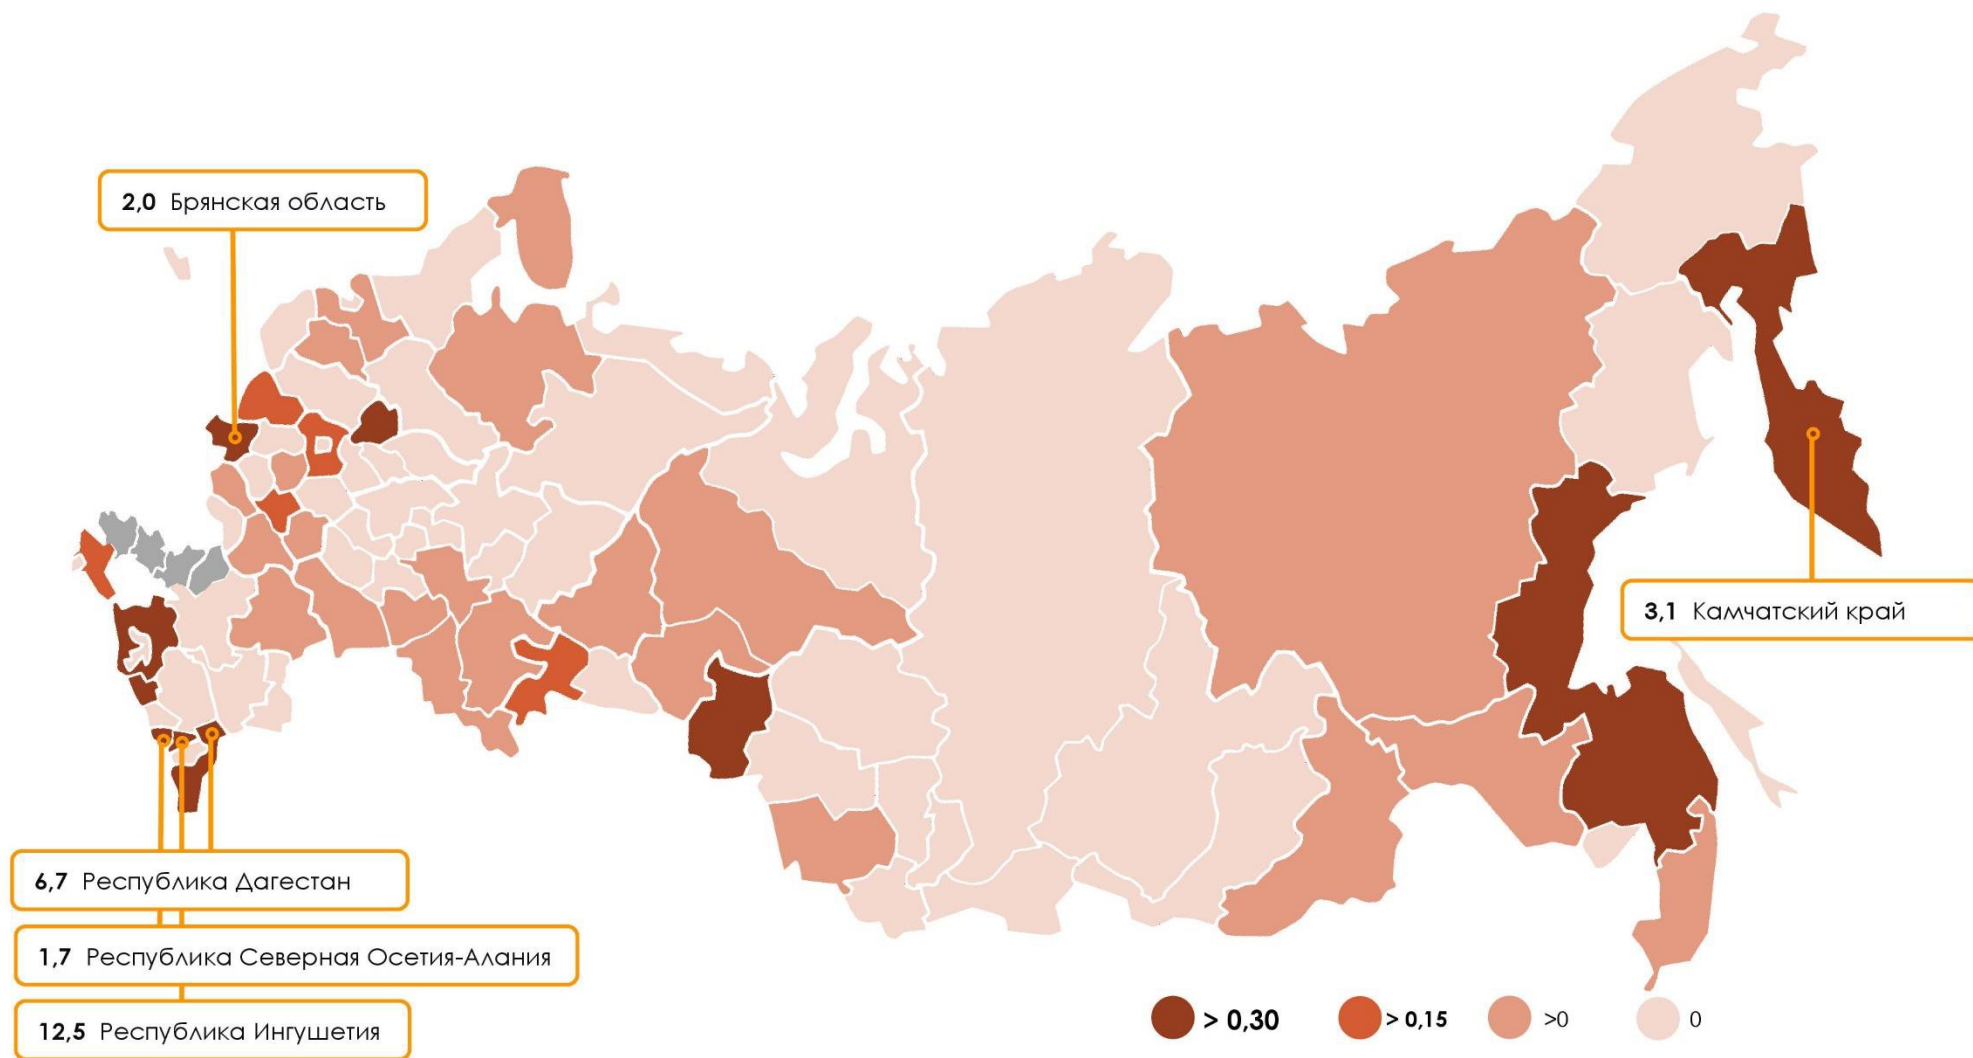 2,0 Брянская область
3,1 Камчатский край
6,7 Республика Дагестан
1,7 Республика Северная Осетия-Алания
12,5 Республика Ингушетия
> 0,30
> 0,15
>0
0